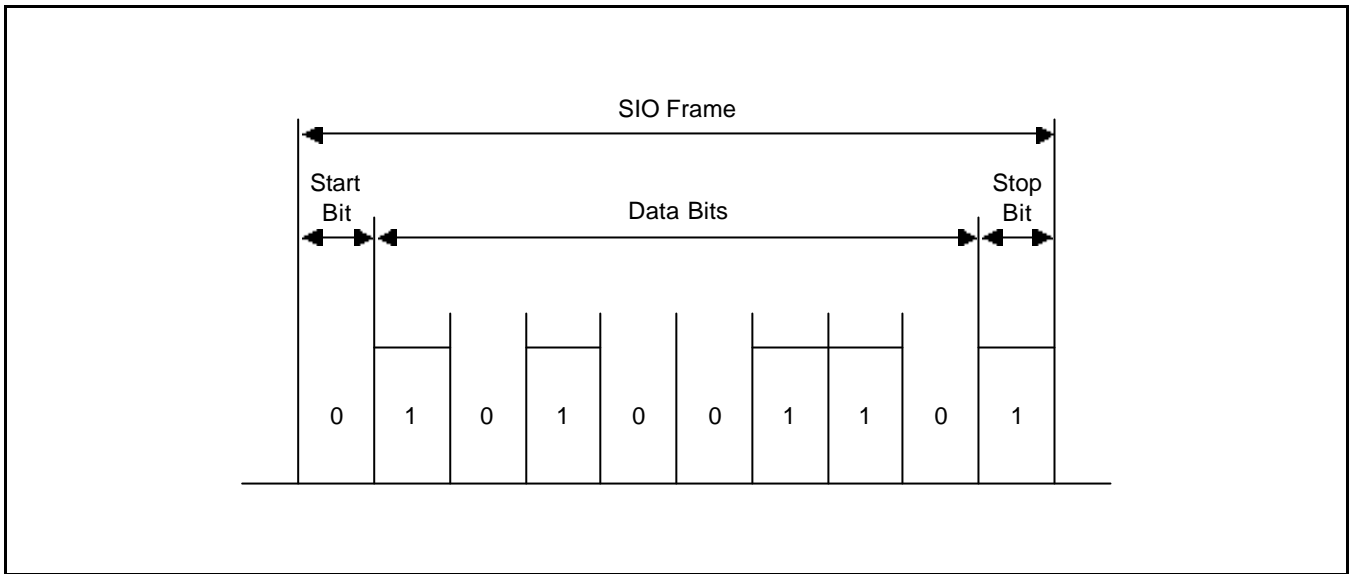 SIO Frame
Start
Bit
Data Bits
Stop
Bit
0 1 0 1 0 0 1 1 0 1